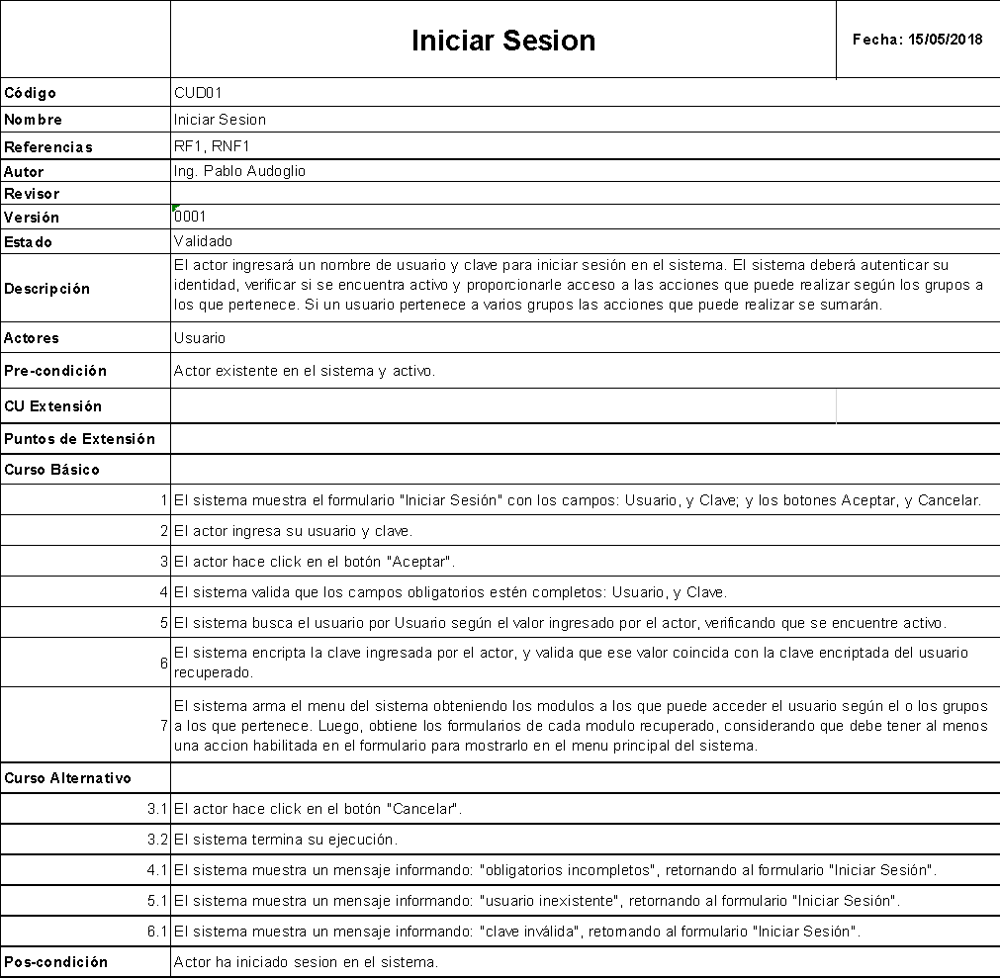 Iniciar Sesion
Fecha: 15/05/2018
Código CUD01
Nombre Iniciar Sesion
Referencias RF1, RNF1
Autor Ing. Pablo Audoglio
Revisor
Versión 0001
Estado Validado
Descripción
El actor ingresará un nombre de usuario y clave para iniciar sesión en el sistema. El sistema deberá autenticar su
identidad, verificar si se encuentra activo y proporcionarle acceso a las acciones que puede realizar según los grupos a
los que pertenece. Si un usuario pertenece a varios grupos las acciones que puede realizar se sumarán.
Actores Usuario
Pre-condición Actor existente en el sistema y activo.
CU Extensión
Puntos de Extensión
Curso Básico
1 El sistema muestra el formulario "Iniciar Sesión" con los campos: Usuario, y Clave; y los botones Aceptar, y Cancelar.
2 El actor ingresa su usuario y clave.
3 El actor hace click en el botón "Aceptar".
4 El sistema valida que los campos obligatorios estén completos: Usuario, y Clave.
5 El sistema busca el usuario por Usuario según el valor ingresado por el actor, verificando que se encuentre activo.
6 El sistema encripta la clave ingresada por el actor, y valida que ese valor coincida con la clave encriptada del usuario
recuperado.
7 El sistema arma el menu del sistema obteniendo los modulos a los que puede acceder el usuario según el o los grupos
a los que pertenece. Luego, obtiene los formularios de cada modulo recuperado, considerando que debe tener al menos
una accion habilitada en el formulario para mostrarlo en el menu principal del sistema.
Curso Alternativo
3.1 El actor hace click en el botón "Cancelar".
3.2 El sistema termina su ejecución.
4.1 El sistema muestra un mensaje informando: "obligatorios incompletos", retornando al formulario "Iniciar Sesión".
5.1 El sistema muestra un mensaje informando: "usuario inexistente", retornando al formulario "Iniciar Sesión".
6.1 El sistema muestra un mensaje informando: "clave inválida", retornando al formulario "Iniciar Sesión".
Pos-condición Actor ha iniciado sesion en el sistema.